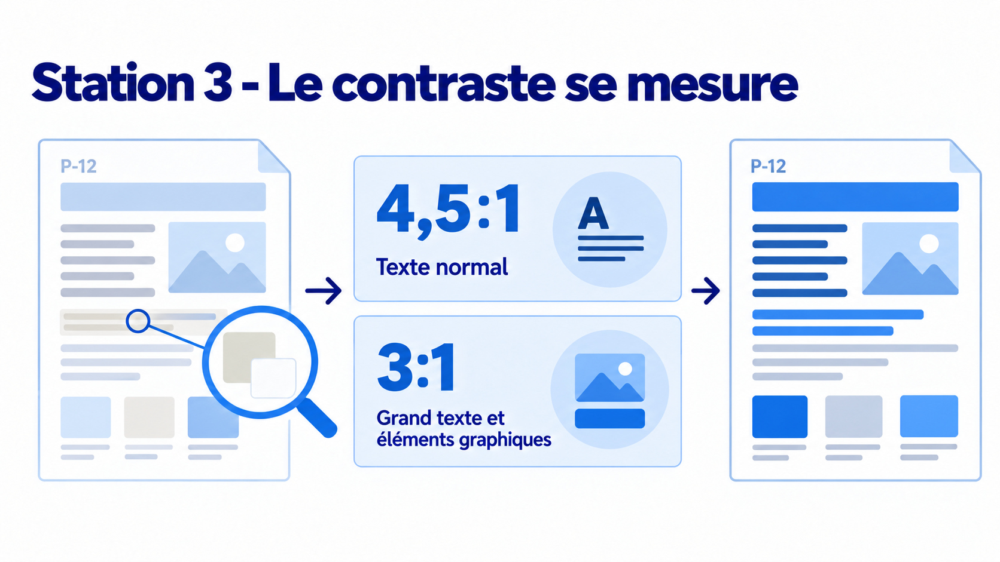 Station 3 - Le contraste se mesure
P-12
4,5:1
Texte normal
A
3:1
Grand texte et
éléments graphiques
P-12